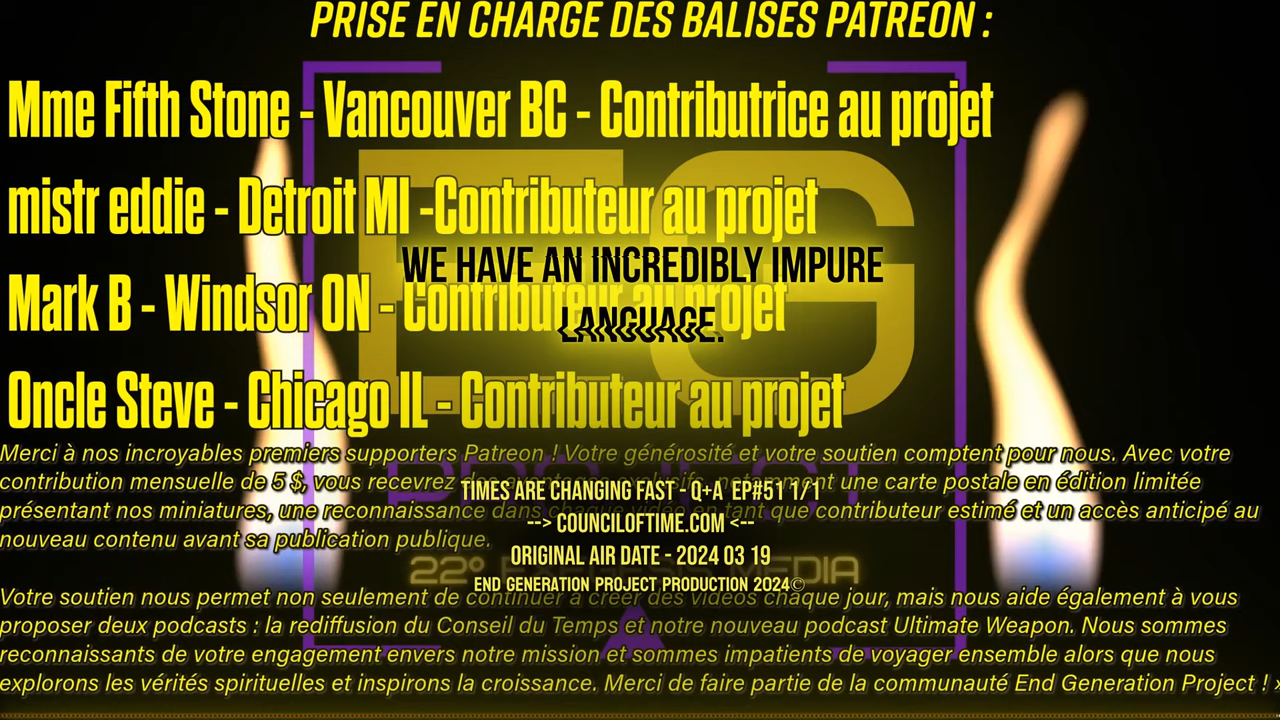 PRISE EN CHARGE DES BALISES PATREON :
Mme Fifth Stone - Vancouver BC - Contributrice au projet
mistr eddie - Detroit MI -Contributeur au projet
WE HAVE AN INCREDIBLY IMPURE
LANGUAGE.
Mark B - Windsor ON - Contributeur au projet
Oncle Steve - Chicago IL - Contributeur au projet
EG
Merci à nos incroyables premiers supporters Patreon ! Votre générosité et votre soutien comptent pour nous. Avec votre
contribution mensuelle de 5 $, vous recevrez une carte postale en édition limitée
présentant nos miniatures, une reconnaissance dans chaque vidéo en tant que contributeur estimé et un accès anticipé au
nouveau contenu avant sa publication publique.
TIMES ARE CHANGING FAST - Q+A EP#51 1/1
--> COUNCILOFTIME.COM <--
ORIGINAL AIR DATE - 2024 03 19
END GENERATION PROJECT PRODUCTION 2024©
PROJECT
22° MEDIA
Votre soutien nous permet non seulement de continuer à créer des vidéos chaque jour, mais nous aide également à vous
proposer deux podcasts : la rediffusion du Conseil du Temps et notre nouveau podcast Ultimate Weapon. Nous sommes
reconnaissants de votre engagement envers notre mission et sommes impatients de voyager ensemble alors que nous
explorons les vérités spirituelles et inspirons la croissance. Merci de faire partie de la communauté End Generation Project ! »